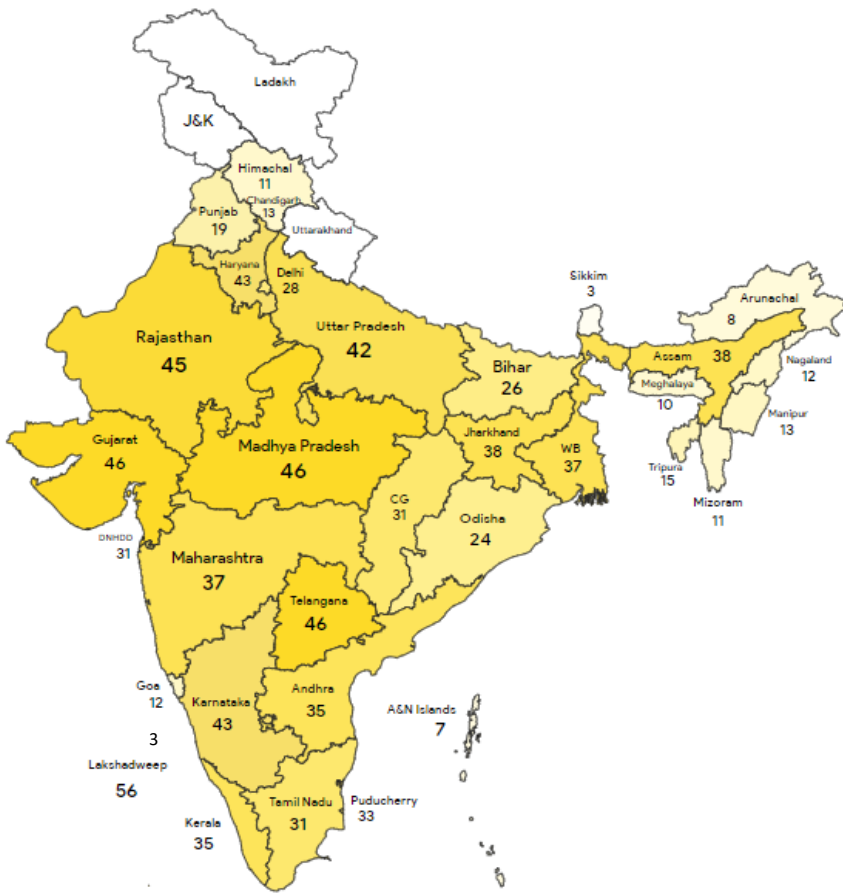 Ladakh
J&K
Himachal
11
Chandigarh
13
Punjab
19
Uttarakhand
Haryana
43
Delhi
28
Sikkim
3
Arunachal
8
Rajasthan
45
Uttar Pradesh
42
Bihar
26
Assam 38
Nagaland
12
Meghalaya
10
Manipur
13
Gujarat
46
Madhya Pradesh
46
Jharkhand
38
WB
37
Tripura
15
Mizoram
11
CG
31
Odisha
24
DNHDD
31
Maharashtra
37
Telangana
46
Goa
12
Karnataka
43
Andhra
35
A&N Islands
7
3
Lakshadweep
56
Kerala
35
Tamil Nadu
31
Puducherry
33